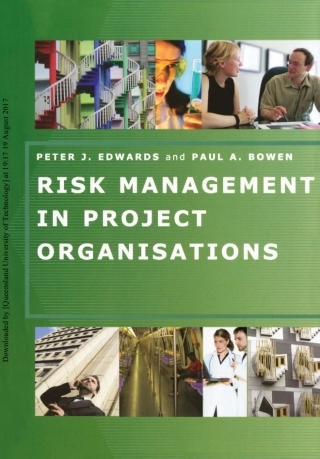 PETER J. EDWARDS and PAUL A. BOWEN
RISK MANAGEMENT
IN PROJECT
ORGANISATIONS
Downloaded by [Queensland University of Technology] at 19:17 19 August 2017